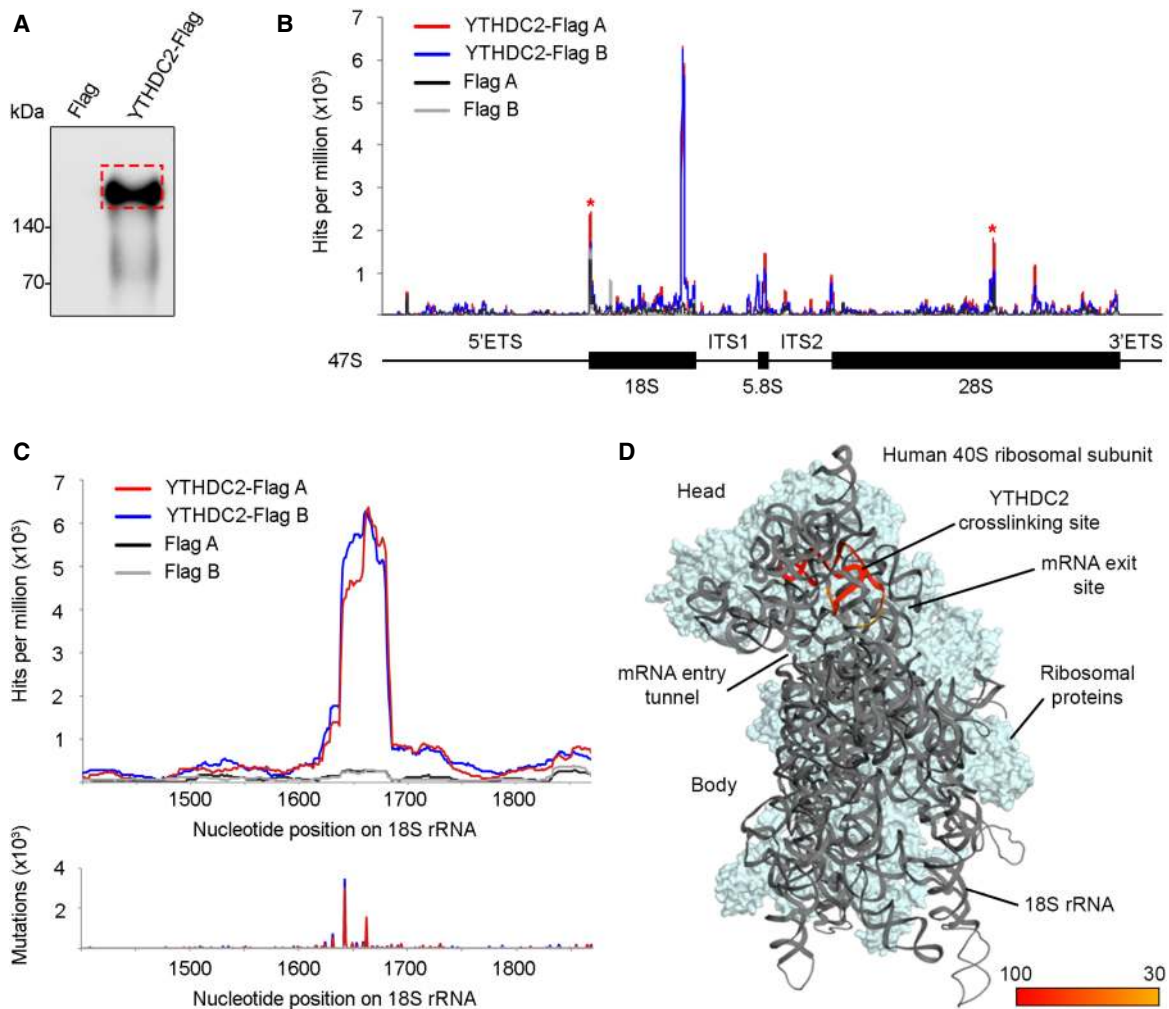 A
Flag
YTHDC2-Flag
kDa
140
70
B
YTHDC2-Flag A
YTHDC2-Flag B
Flag A
Flag B
Hits per million (x10³)
7
6
5
4
3
2
1
*
*
47S
5'ETS
18S
ITS1
5.8S
ITS2
28S
3'ETS
C
YTHDC2-Flag A
YTHDC2-Flag B
Flag A
Flag B
Hits per million (x10³)
7
6
5
4
3
2
1
1500
1600
1700
1800
Nucleotide position on 18S rRNA
Mutations (x10³)
4
2
1500
1600
1700
1800
Nucleotide position on 18S rRNA
D
Human 40S ribosomal subunit
Head
YTHDC2
crosslinking site
mRNA exit
site
mRNA entry
tunnel
Ribosomal
proteins
Body
18S rRNA
100
30